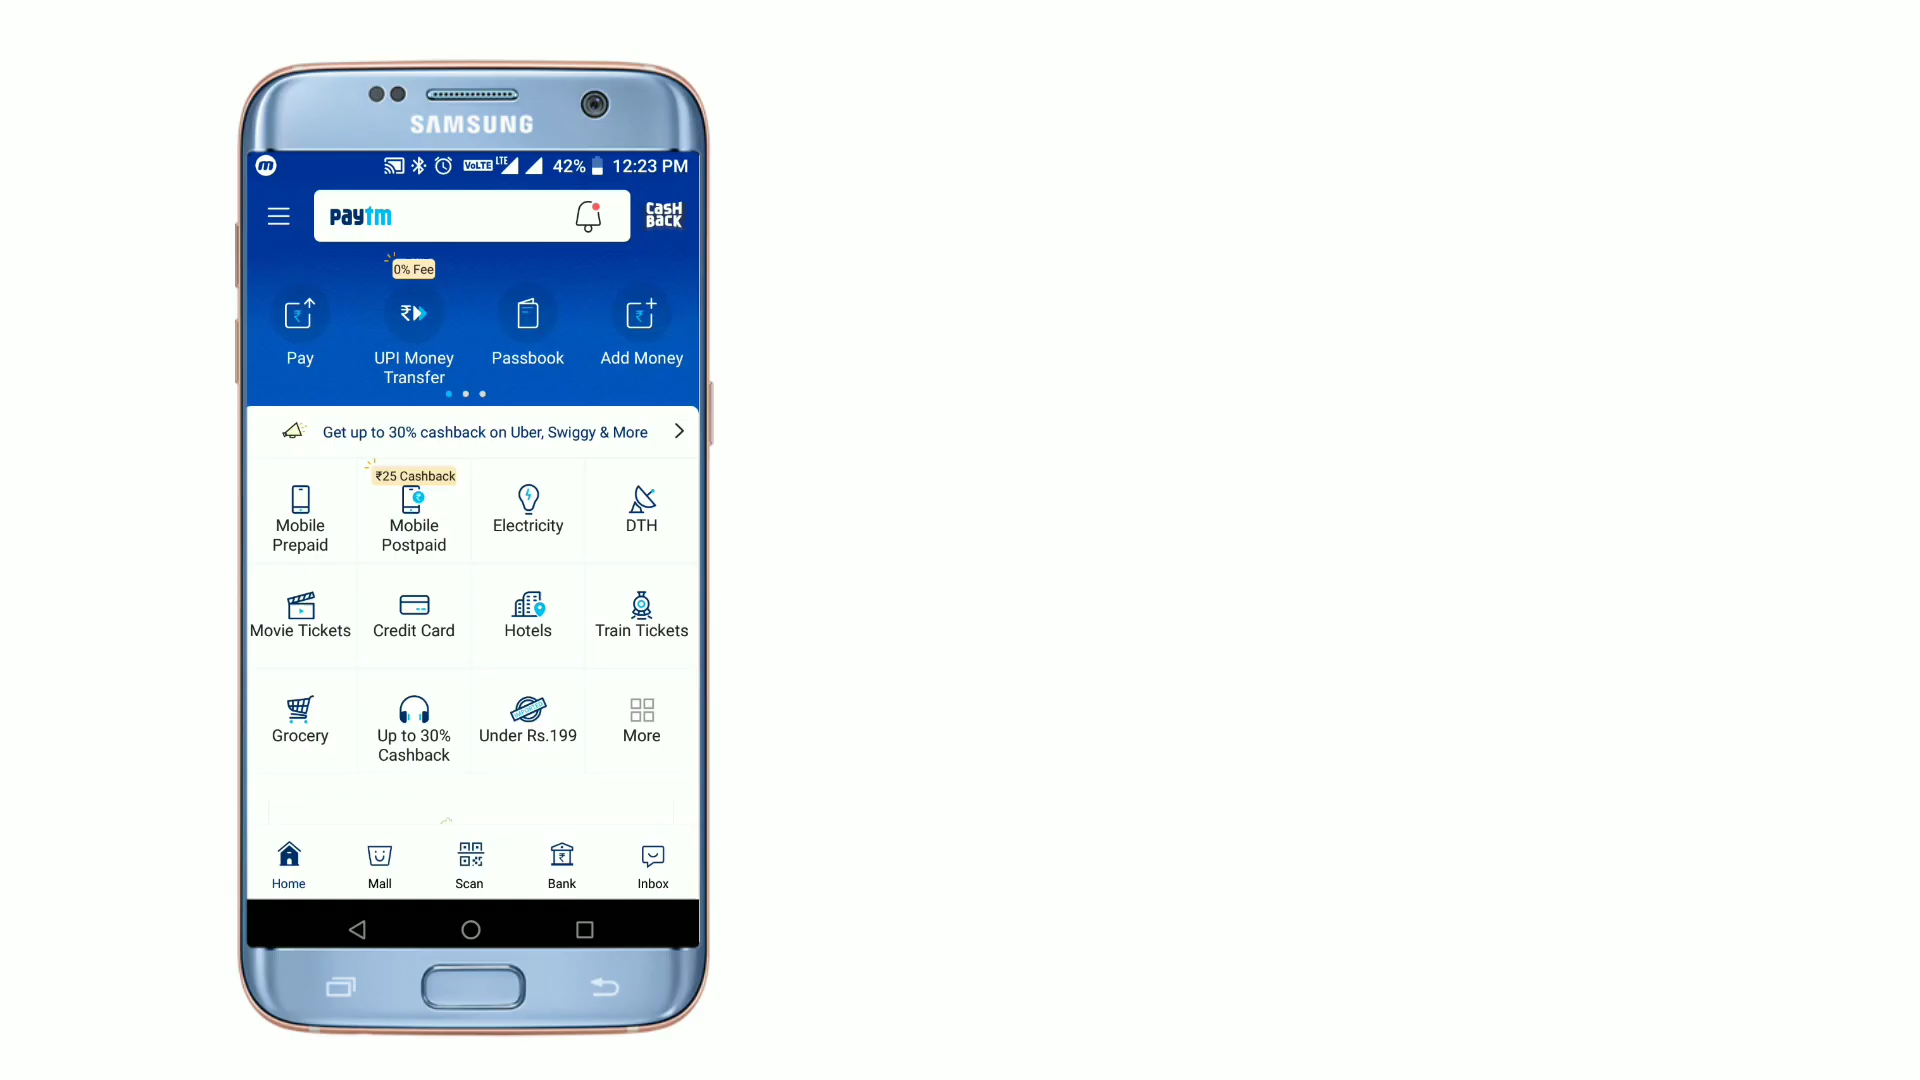 SAMSUNG
VoLTE LTE 42% 12:23 PM
paytm
CASH
BACK
0% Fee
Pay
UPI Money
Transfer
Passbook
Add Money
Get up to 30% cashback on Uber, Swiggy & More
₹25 Cashback
Mobile
Prepaid
Mobile
Postpaid
Electricity
DTH
Movie Tickets
Credit Card
Hotels
Train Tickets
Grocery
Up to 30%
Cashback
Under Rs.199
More
Home
Mall
Scan
Bank
Inbox